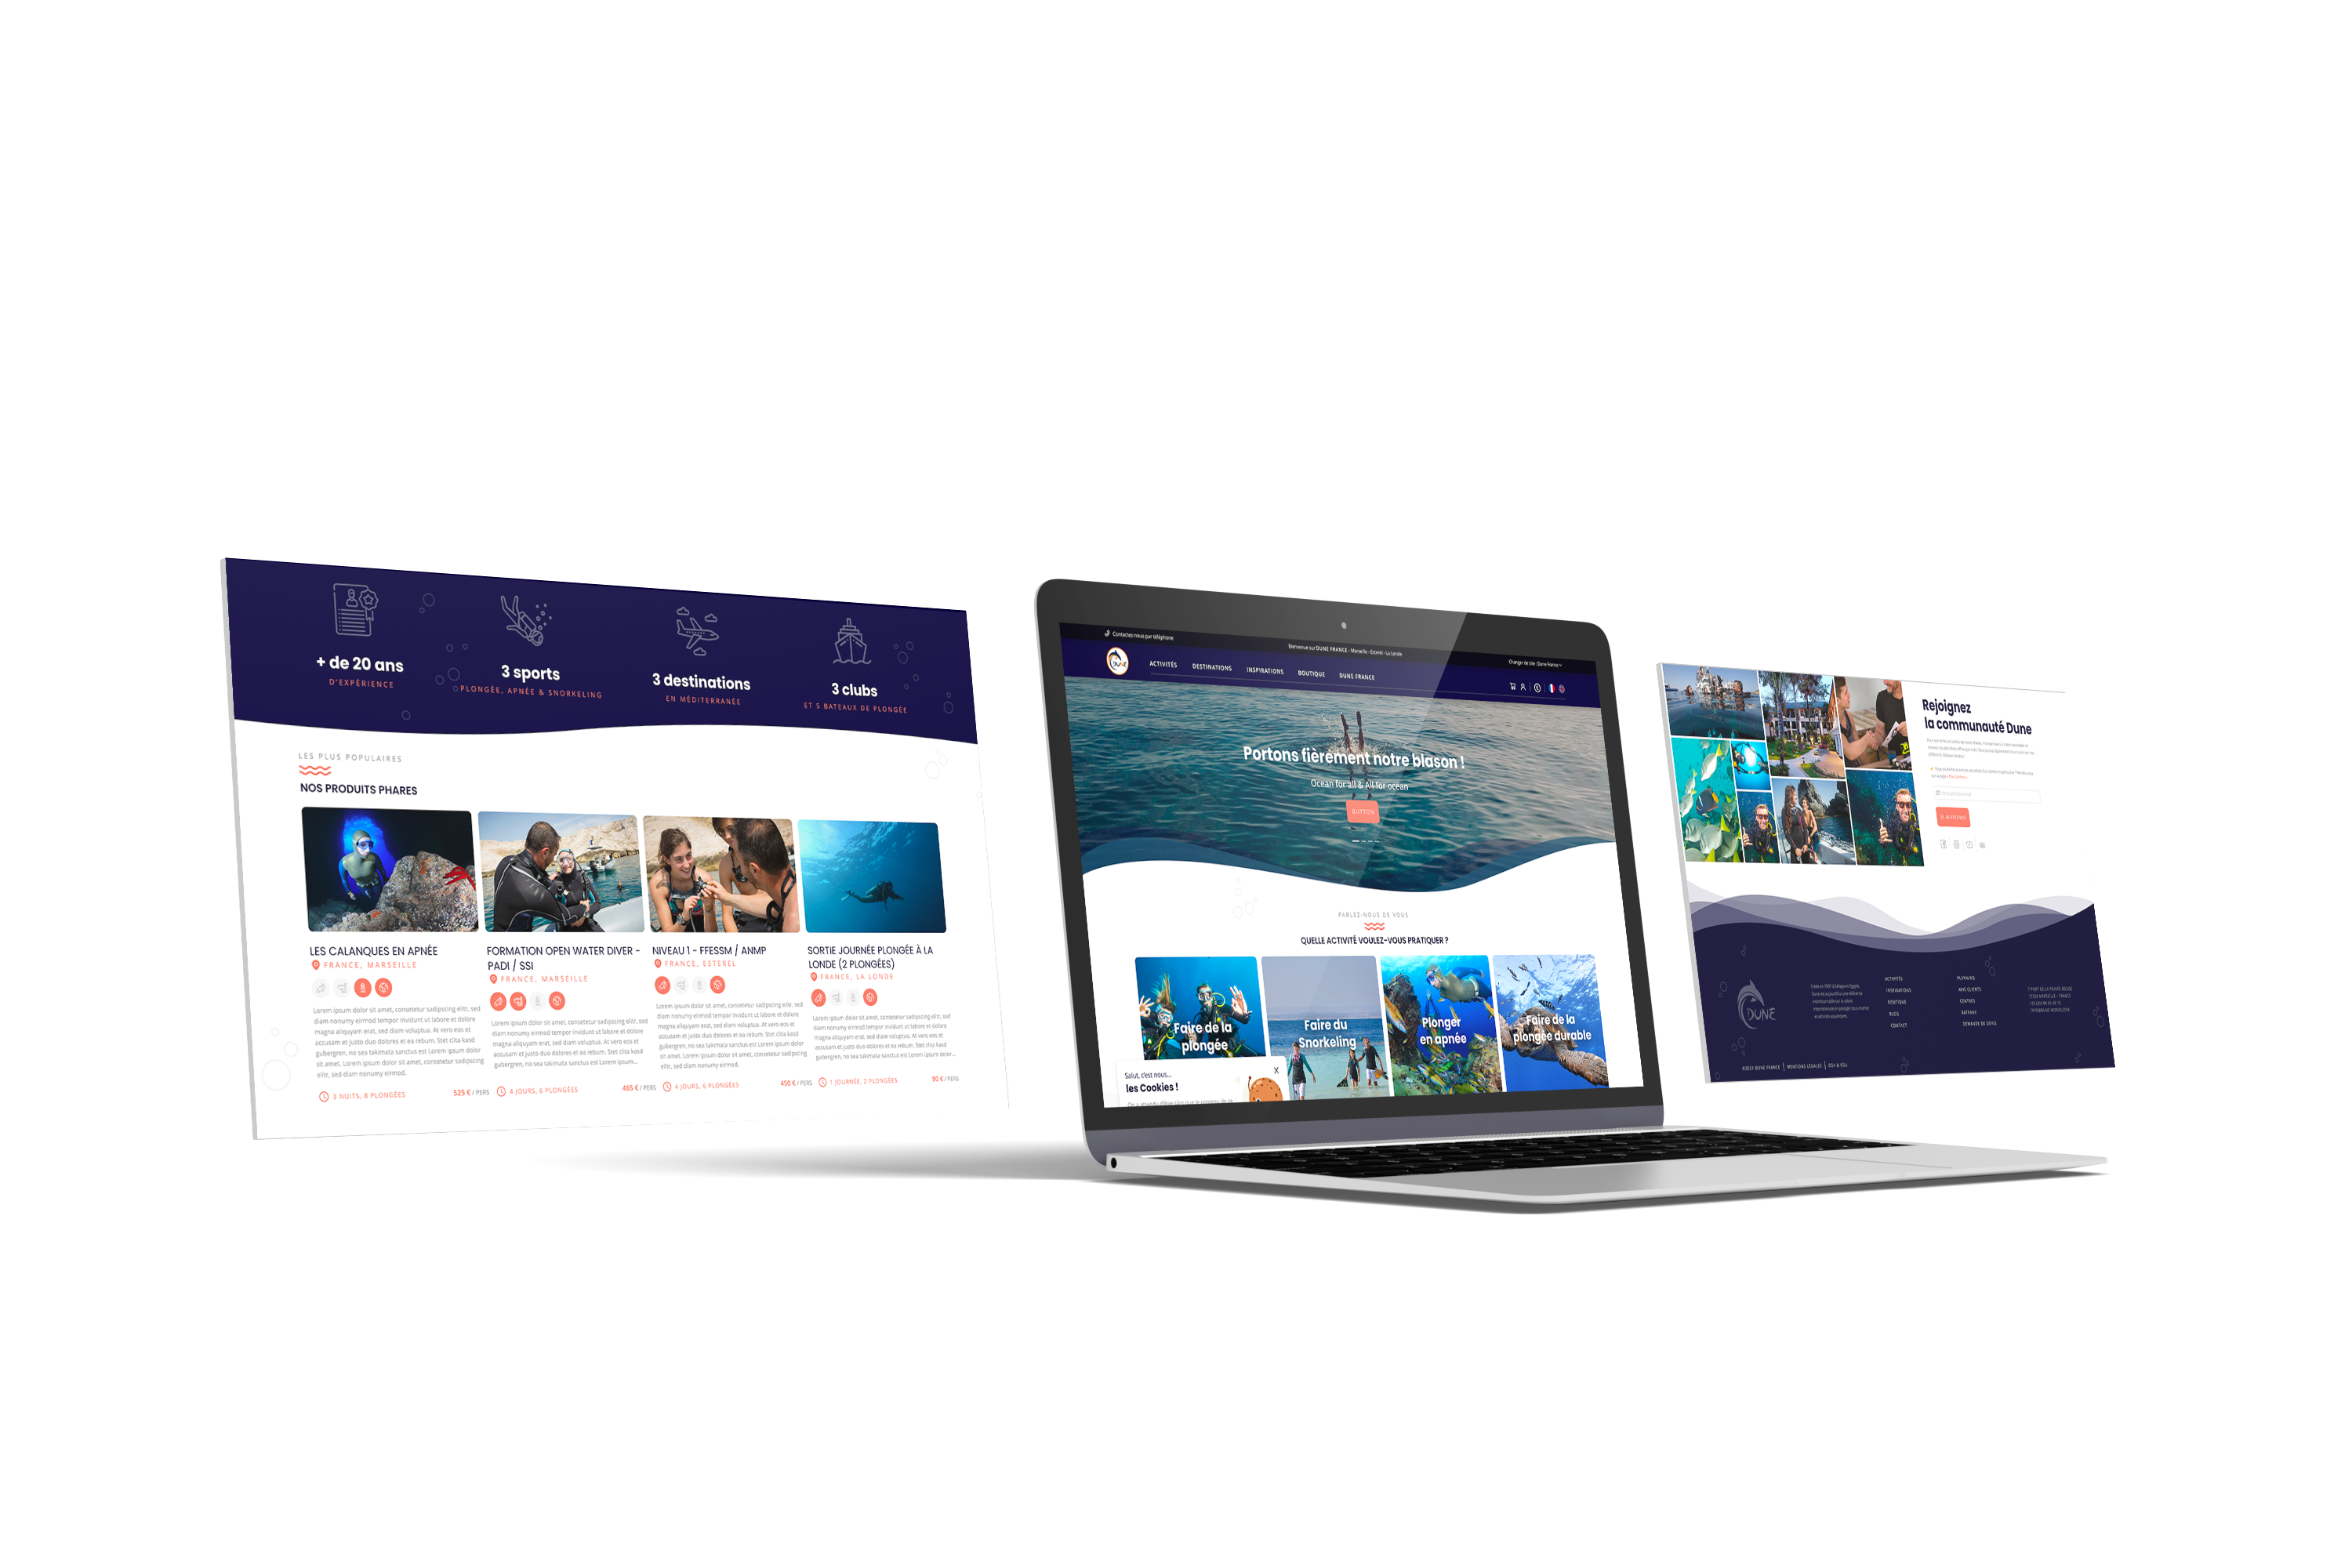 + de 20 ans
D'EXPÉRIENCE
3 sports
PLONGÉE, APNÉE & SNORKELING
3 destinations
EN MÉDITERRANÉE
3 clubs
ET 5 BATEAUX DE PLONGÉE
LES PLUS POPULAIRES
NOS PRODUITS PHARES
LES CALANQUES EN APNÉE
FRANCE, MARSEILLE
Lorem ipsum dolor sit amet, consetetur sadipscing elitr, sed
diam nonumy eirmod tempor invidunt ut labore et dolore
magna aliquyam erat, sed diam voluptua. At vero eos et
accusam et justo duo dolores et ea rebum. Stet clita kasd
gubergren, no sea takimata sanctus est Lorem ipsum dolor
sit amet. Lorem ipsum dolor sit amet, consetetur sadipscing
elitr, sed diam nonumy eirmod.
3 NUITS, 8 PLONGÉES
525 € / PERS
FORMATION OPEN WATER DIVER -
PADI / SSI
FRANCE, MARSEILLE
Lorem ipsum dolor sit amet, consetetur sadipscing elitr, sed
diam nonumy eirmod tempor invidunt ut labore et dolore
magna aliquyam erat, sed diam voluptua. At vero eos et
accusam et justo duo dolores et ea rebum. Stet clita kasd
gubergren, no sea takimata sanctus est Lorem ipsum...
4 JOURS, 6 PLONGÉES
465 € / PERS
NIVEAU 1 - FFESSM / ANMP
FRANCE, ESTEREL
Lorem ipsum dolor sit amet, consetetur sadipscing elitr, sed
diam nonumy eirmod tempor invidunt ut labore et dolore
magna aliquyam erat, sed diam voluptua. At vero eos et
accusam et justo duo dolores et ea rebum. Stet clita kasd
gubergren, no sea takimata sanctus est Lorem ipsum dolor
sit amet. Lorem ipsum dolor sit amet, consetetur sadipscing
elitr, sed diam nonumy eirmod.
4 JOURS, 6 PLONGÉES
450 € / PERS
SORTIE JOURNÉE PLONGÉE À LA
LONDE (2 PLONGÉES)
FRANCE, LA LONDE
Lorem ipsum dolor sit amet, consetetur sadipscing elitr, sed
diam nonumy eirmod tempor invidunt ut labore et dolore
magna aliquyam erat, sed diam voluptua. At vero eos et
accusam et justo duo dolores et ea rebum. Stet clita kasd
gubergren, no sea takimata sanctus est Lorem ipsum dolor...
1 JOURNÉE, 2 PLONGÉES
90 € / PERS
Contactez-nous par téléphone
Bienvenue sur DUNE FRANCE - Marseille - Esterel - La Londe
Changer de site : Dune France
DUNE
ACTIVITÉS
DESTINATIONS
INSPIRATIONS
BOUTIQUE
DUNE FRANCE
Portons fièrement notre blason !
Ocean for all & All for ocean
BUTTON
PARLEZ-NOUS DE VOUS
QUELLE ACTIVITÉ VOULEZ-VOUS PRATIQUER ?
Faire de la
plongée
Faire du
Snorkeling
Plonger
en apnée
Faire de la
plongée durable
Salut, c'est nous...
X
les Cookies !
Rejoignez
la communauté Dune
DUNE
ACTIVITÉS
INSPIRATIONS
BOUTIQUE
BLOG
CONTACT
PLANNING
AVIS CLIENTS
CENTRES
BATEAUX
DEMANDE DE DEVIS
©2021 DUNE FRANCE | MENTIONS LEGALES | CGV & CGU